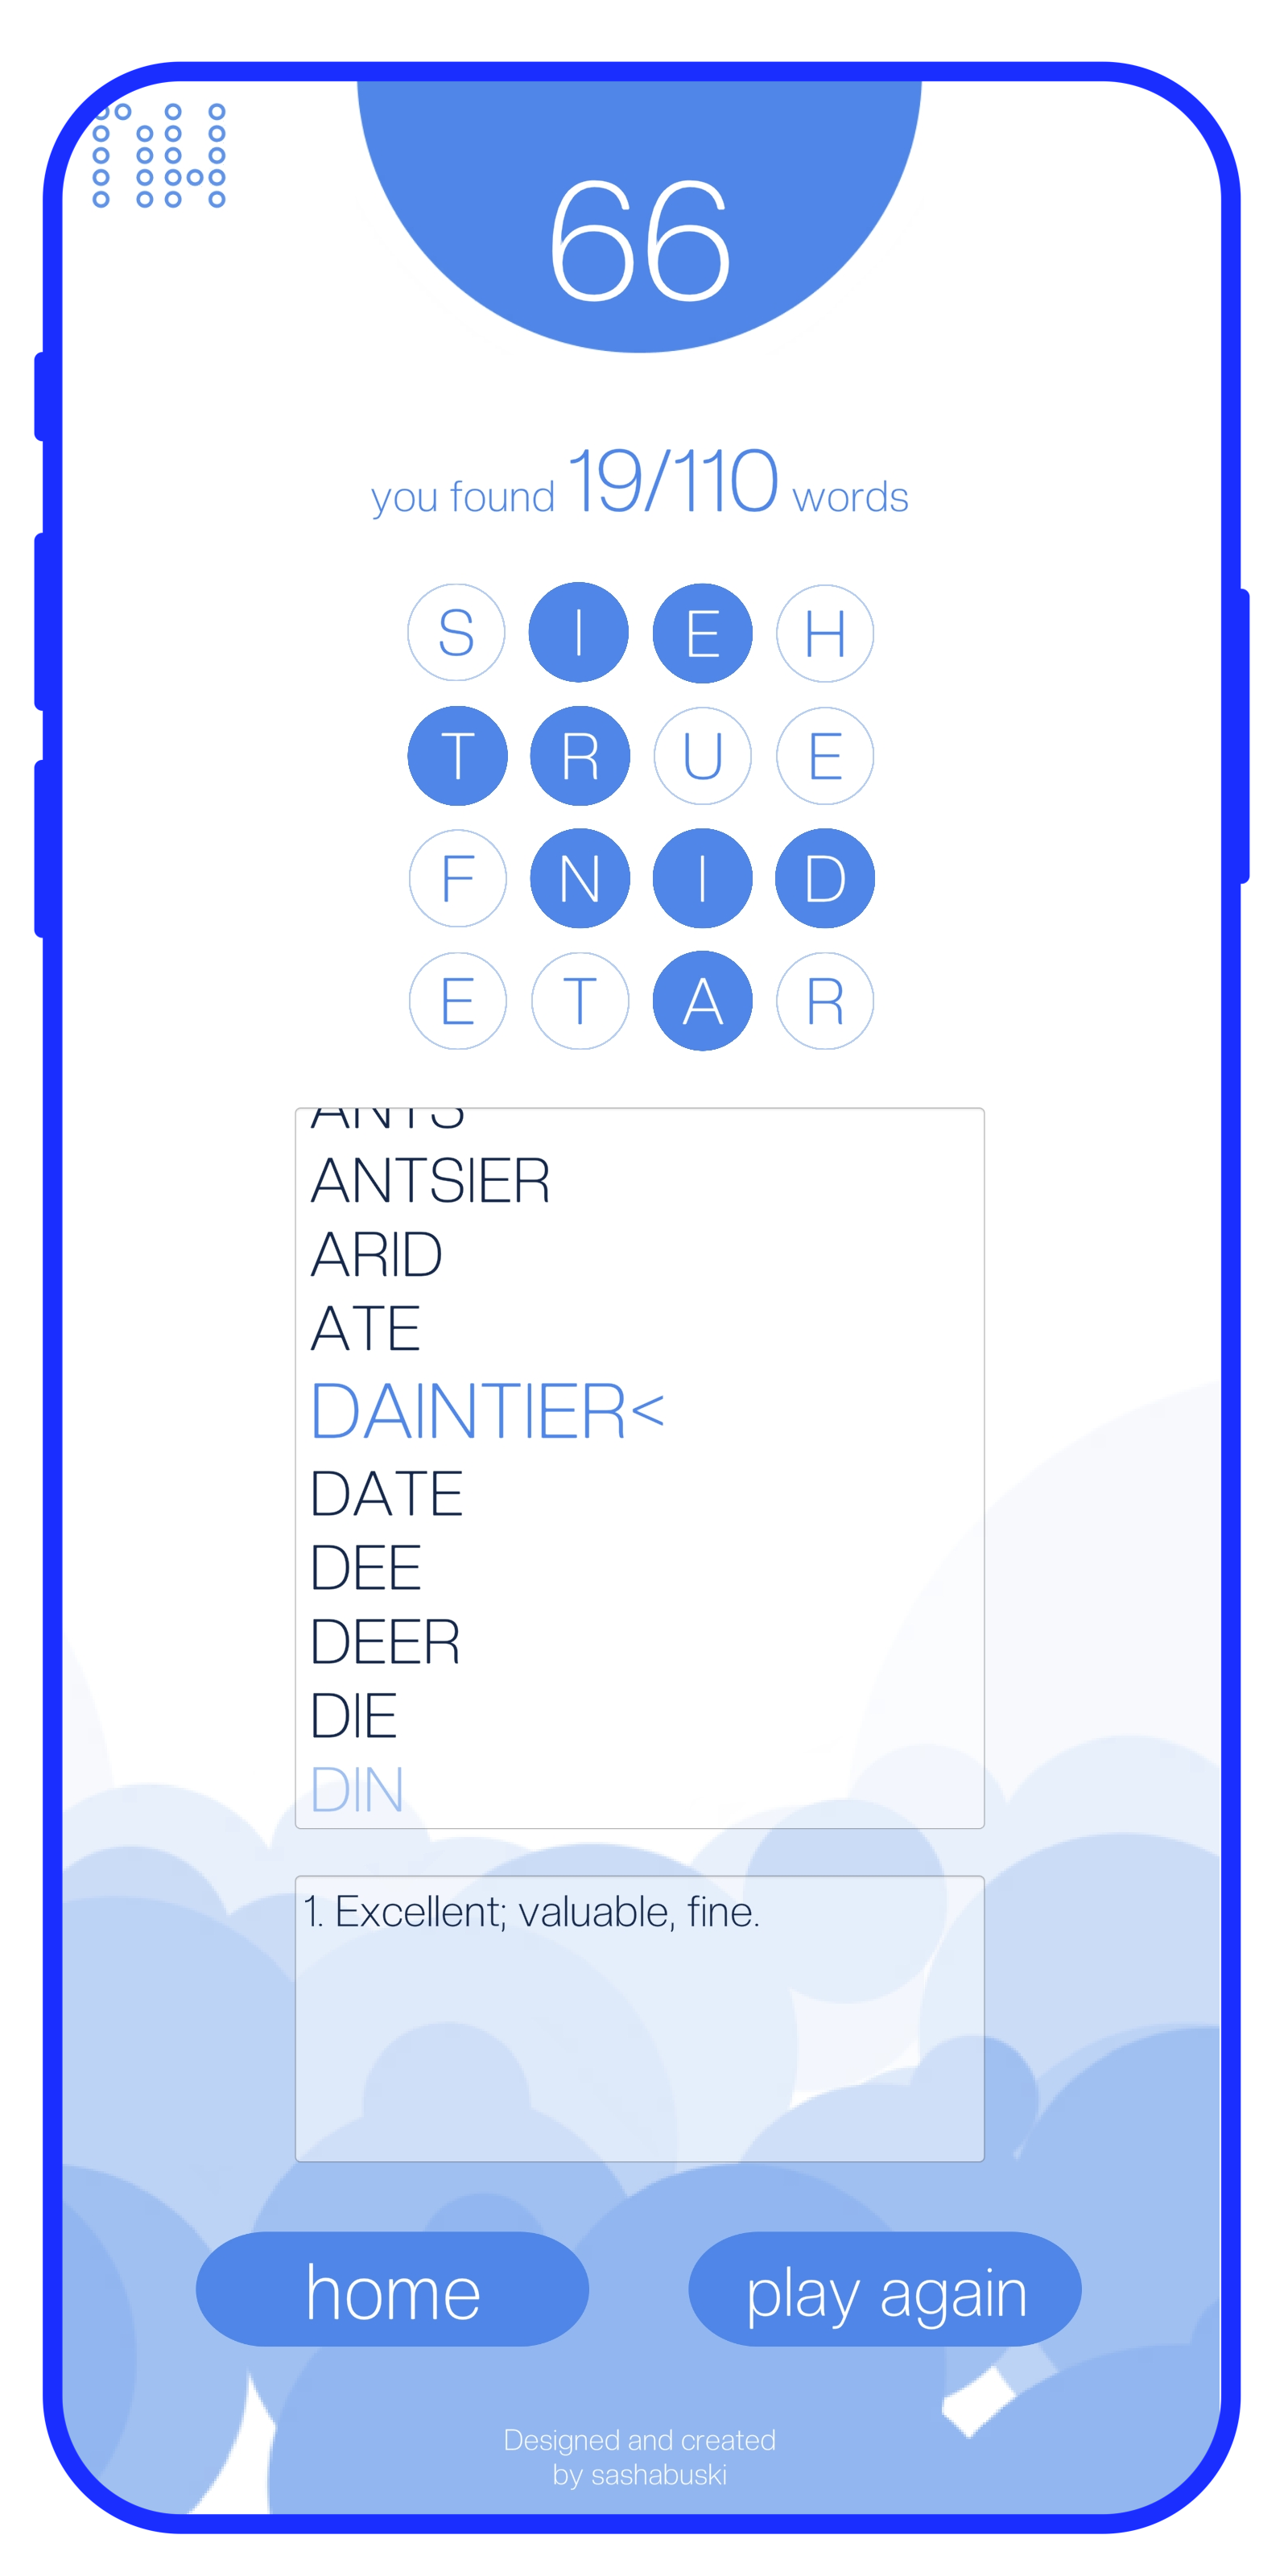 66
you found 19/110 words
S I E H
T R U E
F N I D
E T A R
ANTS
ANTSIER
ARID
ATE
DAINTIER<
DATE
DEE
DEER
DIE
DIN
1. Excellent; valuable, fine.
home
play again
Designed and created
by sashabuski